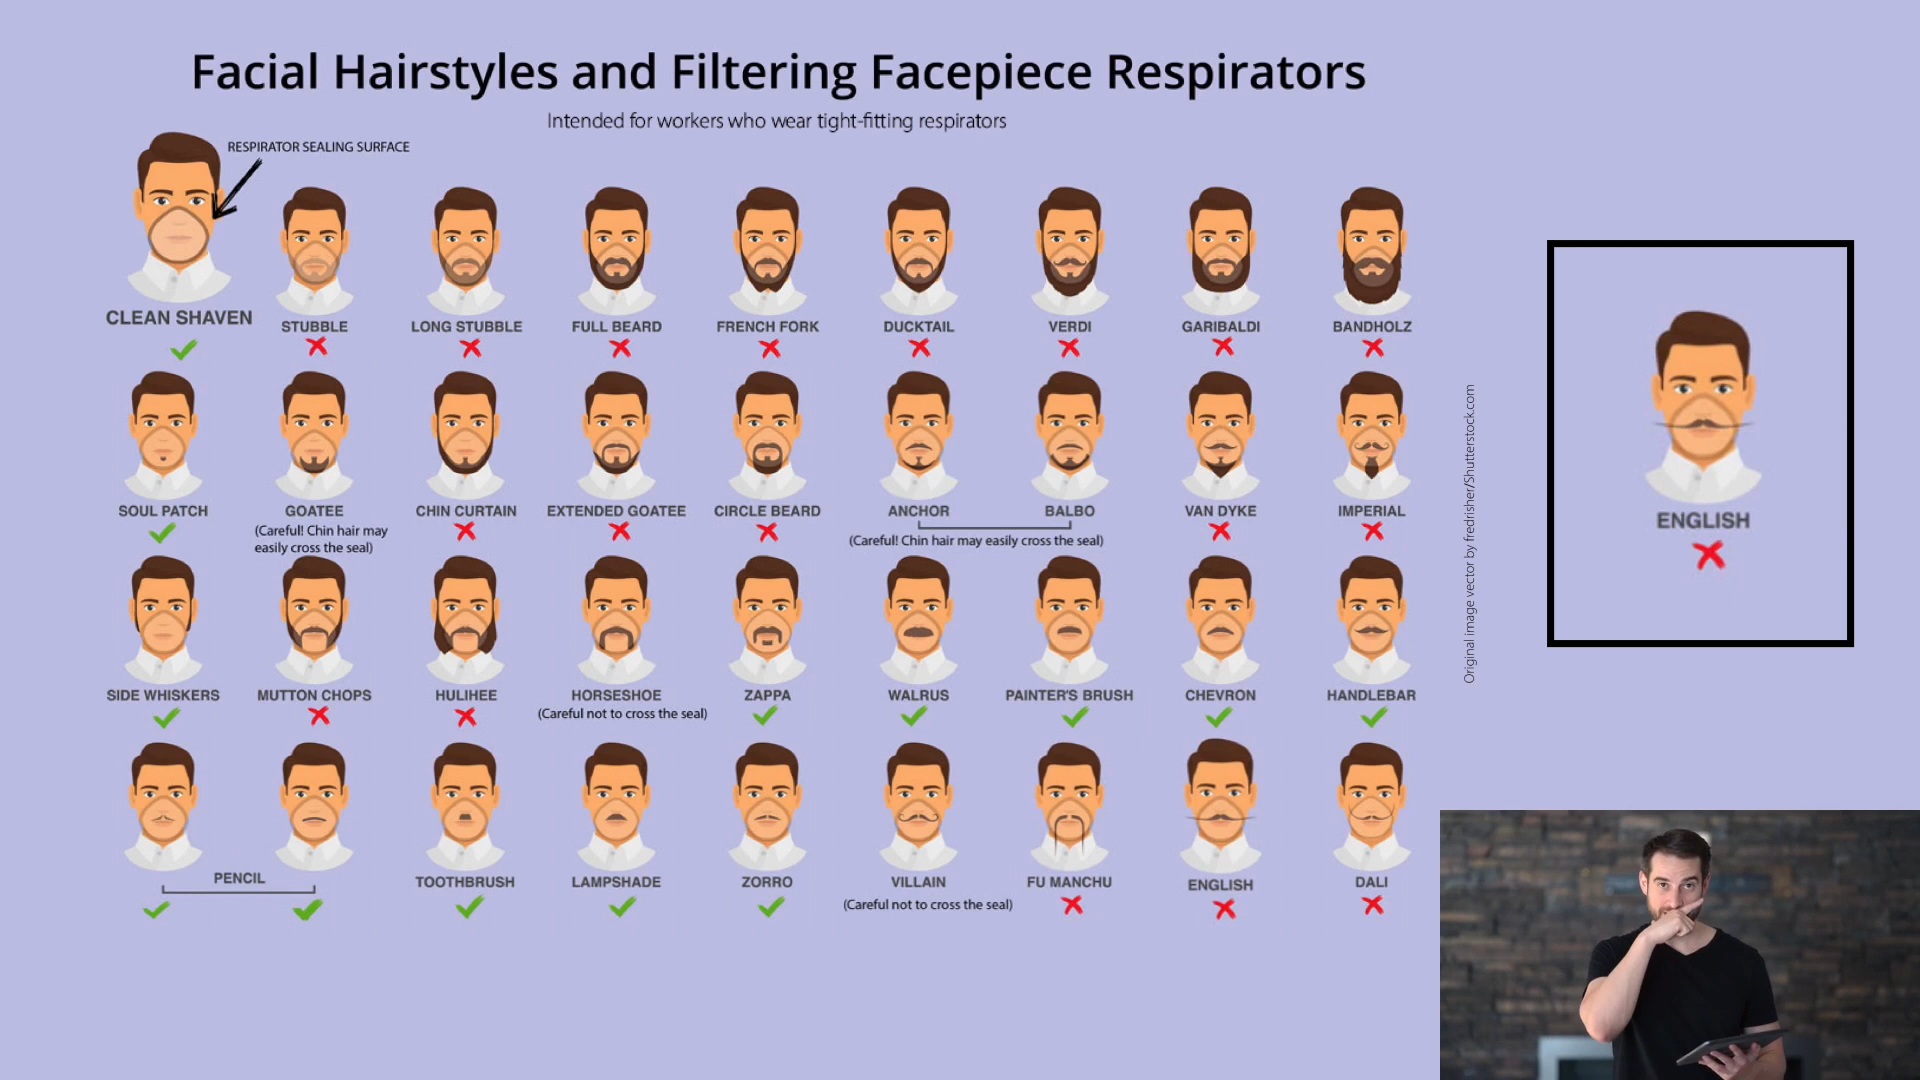 Facial Hairstyles and Filtering Facepiece Respirators
Intended for workers who wear tight-fitting respirators
RESPIRATOR SEALING SURFACE
CLEAN SHAVEN
STUBBLE
LONG STUBBLE
FULL BEARD
FRENCH FORK
DUCKTAIL
VERDI
GARIBALDI
BANDHOLZ
SOUL PATCH
GOATEE
(Careful! Chin hair may
easily cross the seal)
CHIN CURTAIN
EXTENDED GOATEE
CIRCLE BEARD
ANCHOR
BALBO
(Careful! Chin hair may easily cross the seal)
VAN DYKE
IMPERIAL
SIDE WHISKERS
MUTTON CHOPS
HULIHEE
HORSESHOE
(Careful not to cross the seal)
ZAPPA
WALRUS
PAINTER'S BRUSH
CHEVRON
HANDLEBAR
PENCIL
TOOTHBRUSH
LAMPSHADE
ZORRO
VILLAIN
(Careful not to cross the seal)
FU MANCHU
ENGLISH
DALI
Original image vector by fredrisher/Shutterstock.com
ENGLISH